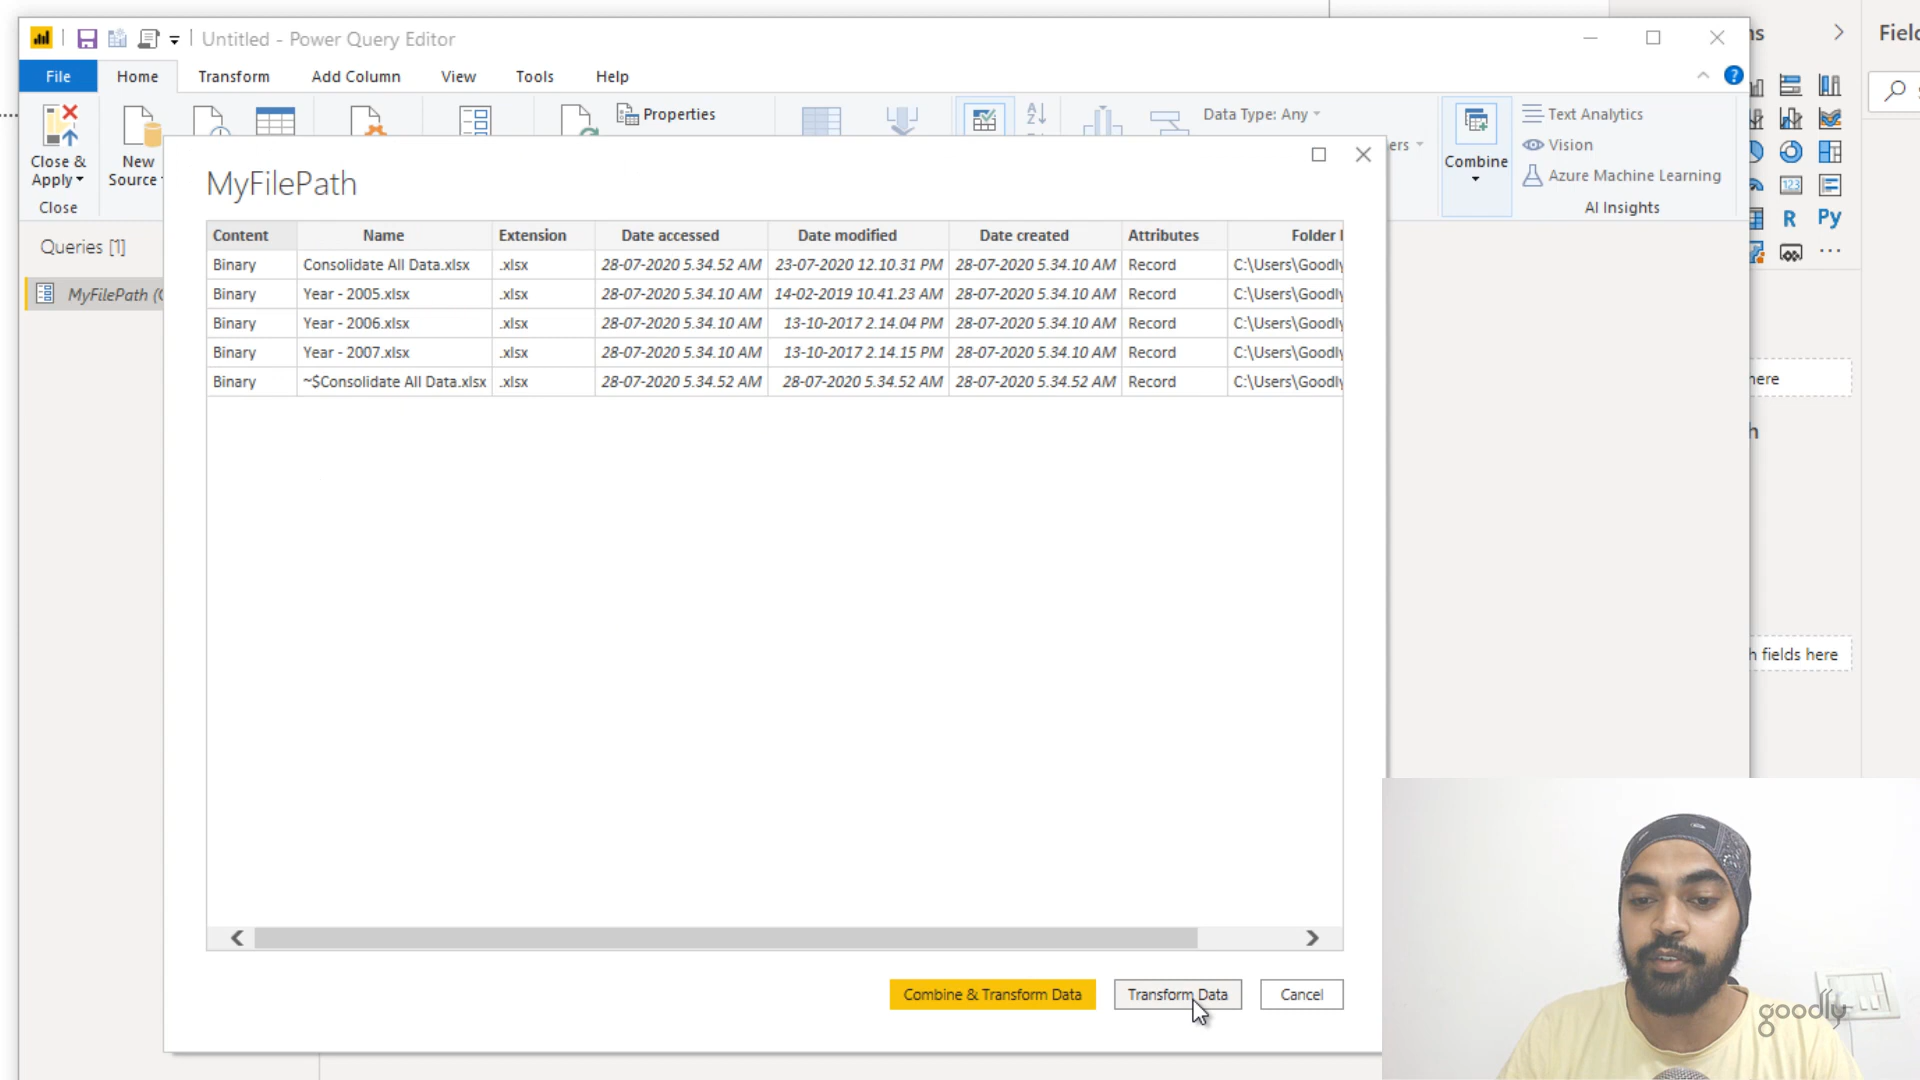 Untitled - Power Query Editor
File Home Transform Add Column View Tools Help
Close & Apply
Close
New Source
Properties
Data Type: Any
Combine
Text Analytics
Vision
Azure Machine Learning
AI Insights
Queries [1]
MyFilePath
MyFilePath
Content Name Extension Date accessed Date modified Date created Attributes Folder
Binary Consolidate All Data.xlsx .xlsx 28-07-2020 5.34.52 AM 23-07-2020 12.10.31 PM 28-07-2020 5.34.10 AM Record C:\Users\Goodly
Binary Year - 2005.xlsx .xlsx 28-07-2020 5.34.10 AM 14-02-2019 10.41.23 AM 28-07-2020 5.34.10 AM Record C:\Users\Goodly
Binary Year - 2006.xlsx .xlsx 28-07-2020 5.34.10 AM 13-10-2017 2.14.04 PM 28-07-2020 5.34.10 AM Record C:\Users\Goodly
Binary Year - 2007.xlsx .xlsx 28-07-2020 5.34.10 AM 13-10-2017 2.14.15 PM 28-07-2020 5.34.10 AM Record C:\Users\Goodly
Binary ~$Consolidate All Data.xlsx .xlsx 28-07-2020 5.34.52 AM 28-07-2020 5.34.52 AM 28-07-2020 5.34.52 AM Record C:\Users\Goodly
Combine & Transform Data Transform Data Cancel
123
R Py
here
h fields here
goodly